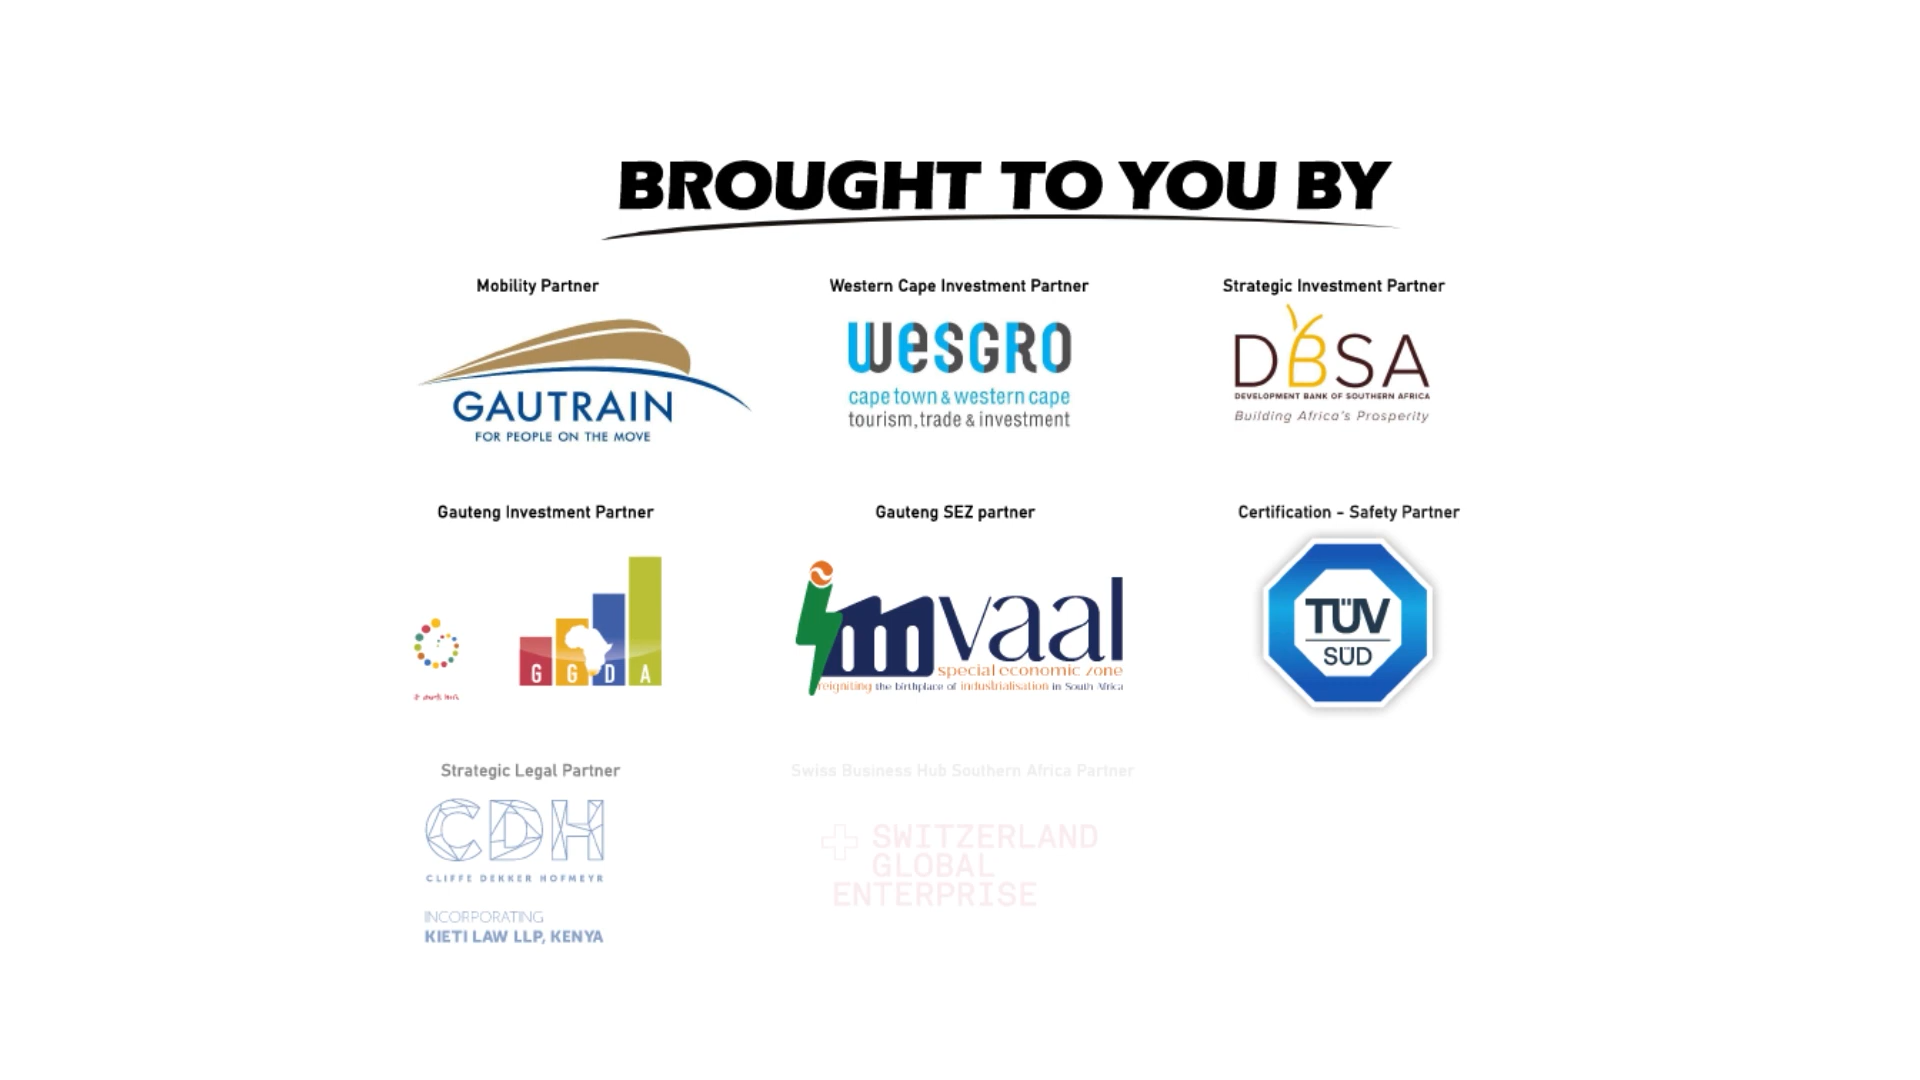 BROUGHT TO YOU BY
Mobility Partner
Western Cape Investment Partner
Strategic Investment Partner
GAUTRAIN
FOR PEOPLE ON THE MOVE
wesgro
cape town & western cape
tourism, trade & investment
DBSA
DEVELOPMENT BANK OF SOUTHERN AFRICA
Building Africa's Prosperity
Gauteng Investment Partner
Gauteng SEZ partner
Certification - Safety Partner
GGDA
vaal
special economic zone
reigniting the birthplace of industrialisation in South Africa
TÜV
SÜD
Strategic Legal Partner
Swiss Business Hub Southern Africa Partner
CDH
CLIFFE DEKKER HOFMEYR
INCORPORATING
KIETI LAW LLP, KENYA
SWITZERLAND
GLOBAL
ENTERPRISE